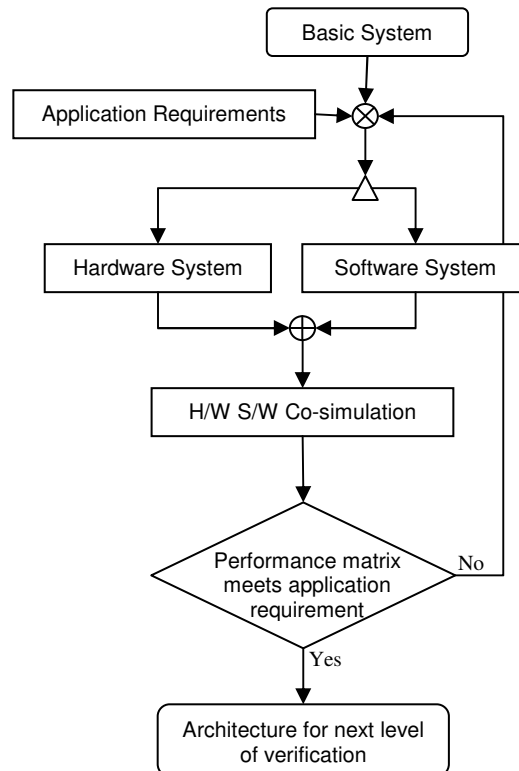 Basic System
Application Requirements
Hardware System
Software System
H/W S/W Co-simulation
Performance matrix
meets application
requirement
No
Yes
Architecture for next level
of verification